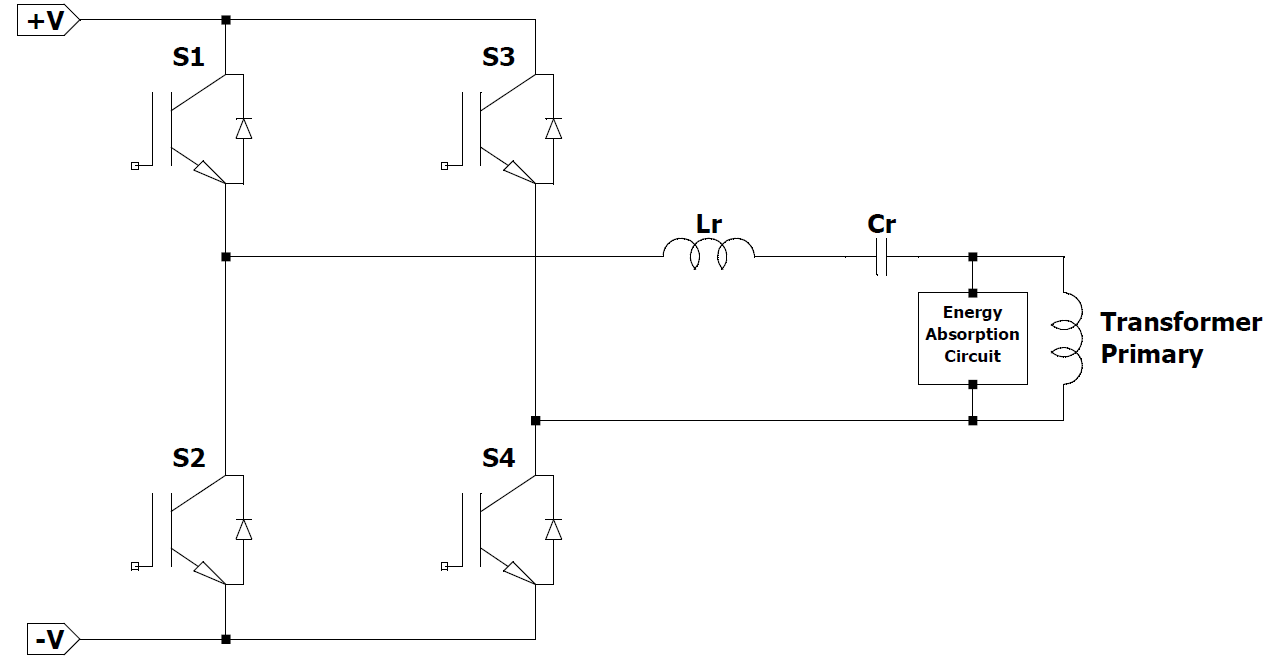 +V
S1
S3
Lr
Cr
Energy
Absorption
Circuit
Transformer
Primary
S2
S4
-V